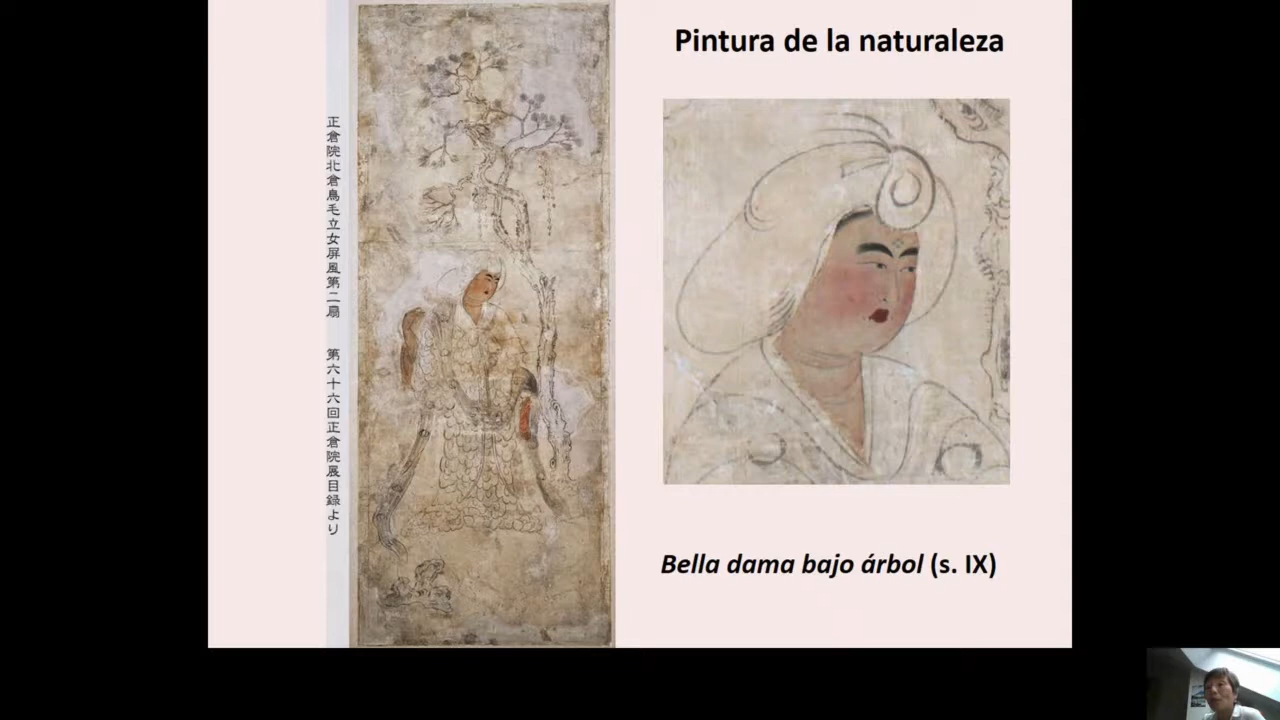 Pintura de la naturaleza
正倉院北倉鳥毛立女屏風第二扇 第六十六回正倉院展目録より
Bella dama bajo árbol (s. IX)